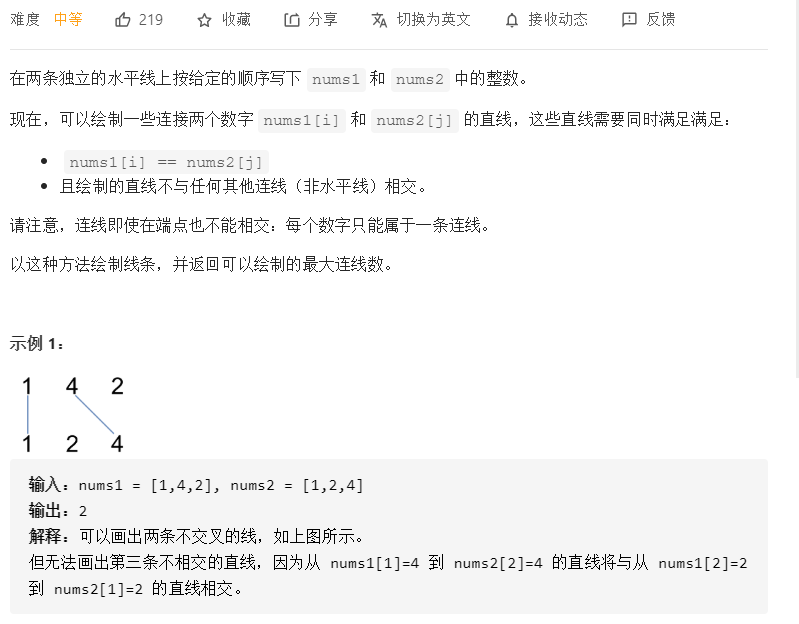 难度 中等 219 收藏 分享 切换为英文 接收动态 反馈
在两条独立的水平线上按给定的顺序写下 nums1 和 nums2 中的整数。
现在，可以绘制一些连接两个数字 nums1[i] 和 nums2[j] 的直线，这些直线需要同时满足满足：
• nums1[i] == nums2[j]
• 且绘制的直线不与任何其他连线（非水平线）相交。
请注意，连线即使在端点也不能相交：每个数字只能属于一条连线。
以这种方法绘制线条，并返回可以绘制的最大连线数。
示例 1：
1 4 2
1 2 4
输入：nums1 = [1,4,2], nums2 = [1,2,4]
输出：2
解释：可以画出两条不交叉的线，如上图所示。
但无法画出第三条不相交的直线，因为从 nums1[1]=4 到 nums2[2]=4 的直线将与从 nums1[2]=2
到 nums2[1]=2 的直线相交。